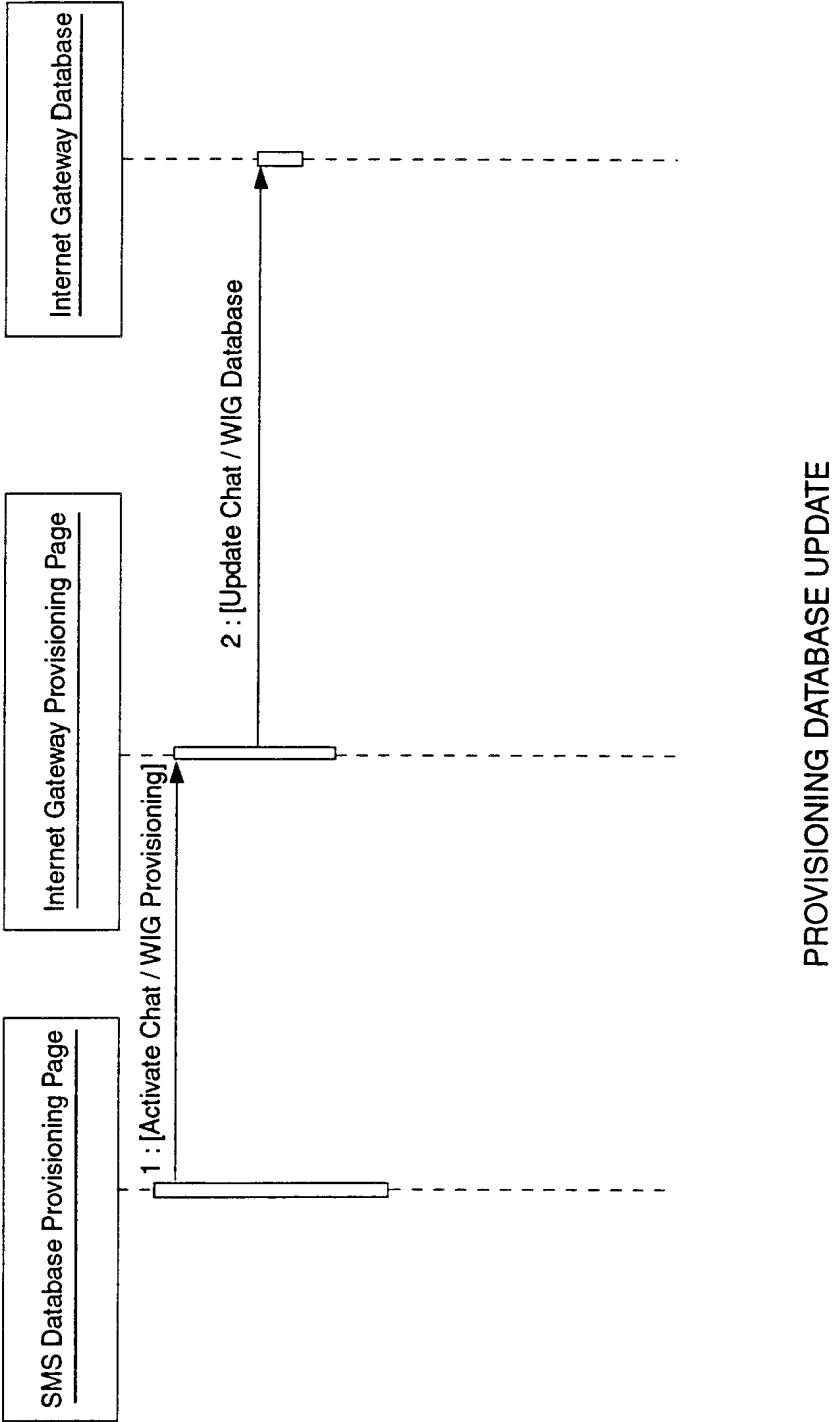 SMS Database Provisioning Page
Internet Gateway Provisioning Page
Internet Gateway Database
1 : [Activate Chat / WIG Provisioning]
2 : [Update Chat / WIG Database
PROVISIONING DATABASE UPDATE